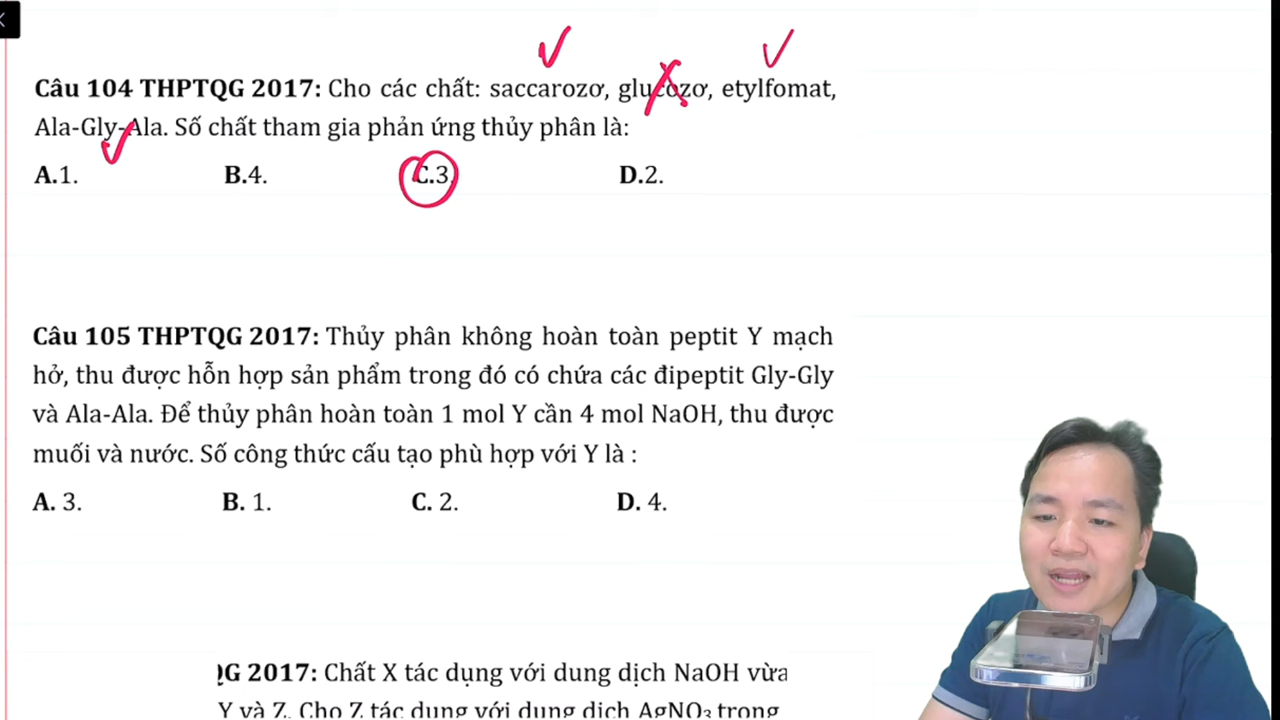 Câu 104 THPTQG 2017: Cho các chất: saccarozơ, glucozơ, etylfomat,
Ala-Gly-Ala. Số chất tham gia phản ứng thủy phân là:
A.1. B.4. C.3. D.2.
Câu 105 THPTQG 2017: Thủy phân không hoàn toàn peptit Y mạch
hở, thu được hỗn hợp sản phẩm trong đó có chứa các đipeptit Gly-Gly
và Ala-Ala. Để thủy phân hoàn toàn 1 mol Y cần 4 mol NaOH, thu được
muối và nước. Số công thức cấu tạo phù hợp với Y là :
A. 3. B. 1. C. 2. D. 4.
QG 2017: Chất X tác dụng với dung dịch NaOH vừa
Y và Z. Cho Z tác dụng với dung dịch AgNO₃ trong